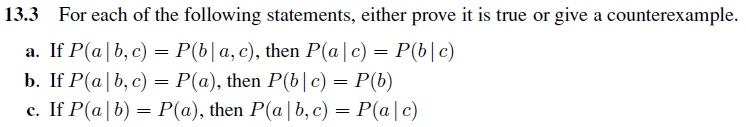 13.3 For each of the following statements, either prove it is true or give a counterexample.
a. If P(a | b, c) = P(b | a, c), then P(a | c) = P(b | c)
b. If P(a | b, c) = P(a), then P(b | c) = P(b)
c. If P(a | b) = P(a), then P(a | b, c) = P(a | c)